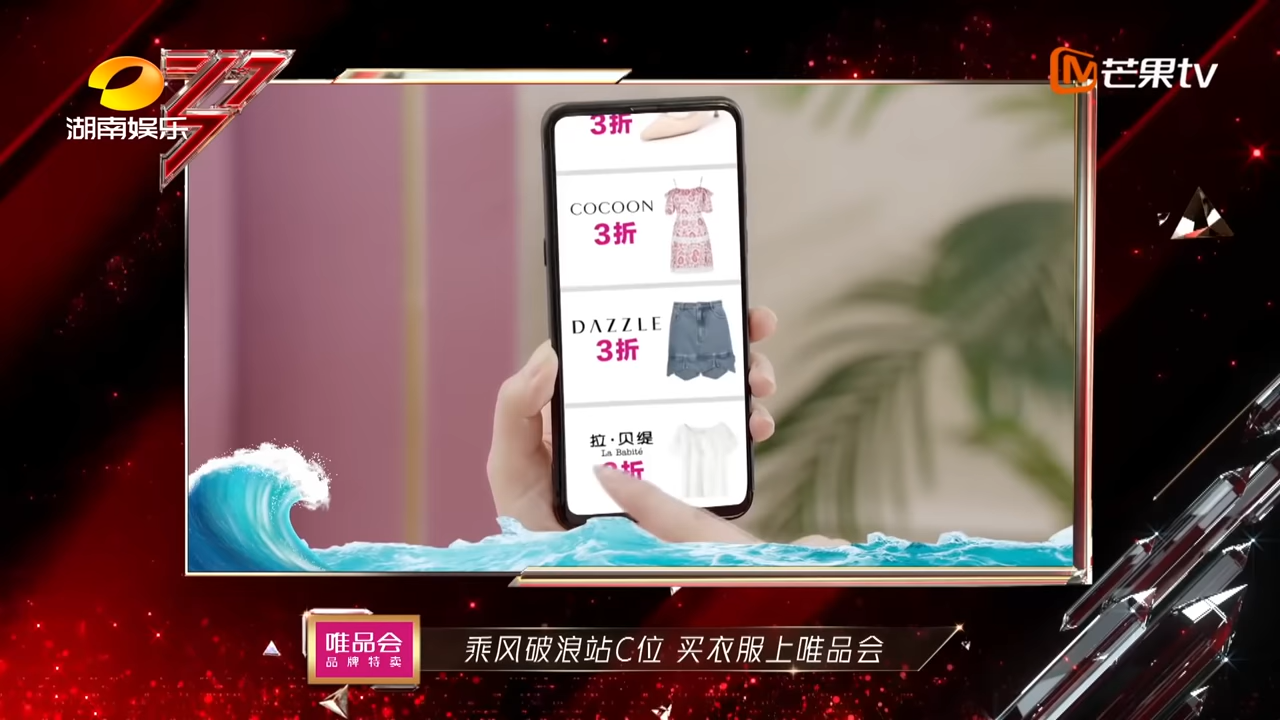 湖南娱乐
芒果tv
3折
COCOON
3折
DAZZLE
3折
拉·贝缇
La Babité
折
唯品会
品牌特卖
乘风破浪站C位 买衣服上唯品会